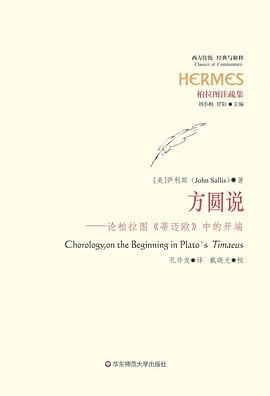 西方传统 经典与解释
Classici et Commentarii
HERMES
柏拉图注疏集
刘小枫 甘阳●主编
[美]萨利斯(John Sallis)●著
方圆说
——论柏拉图《蒂迈欧》中的开端
Chorology,on the Beginning in Plato`s Timaeus
孔许友●译 戴晓光●校
华东师范大学出版社